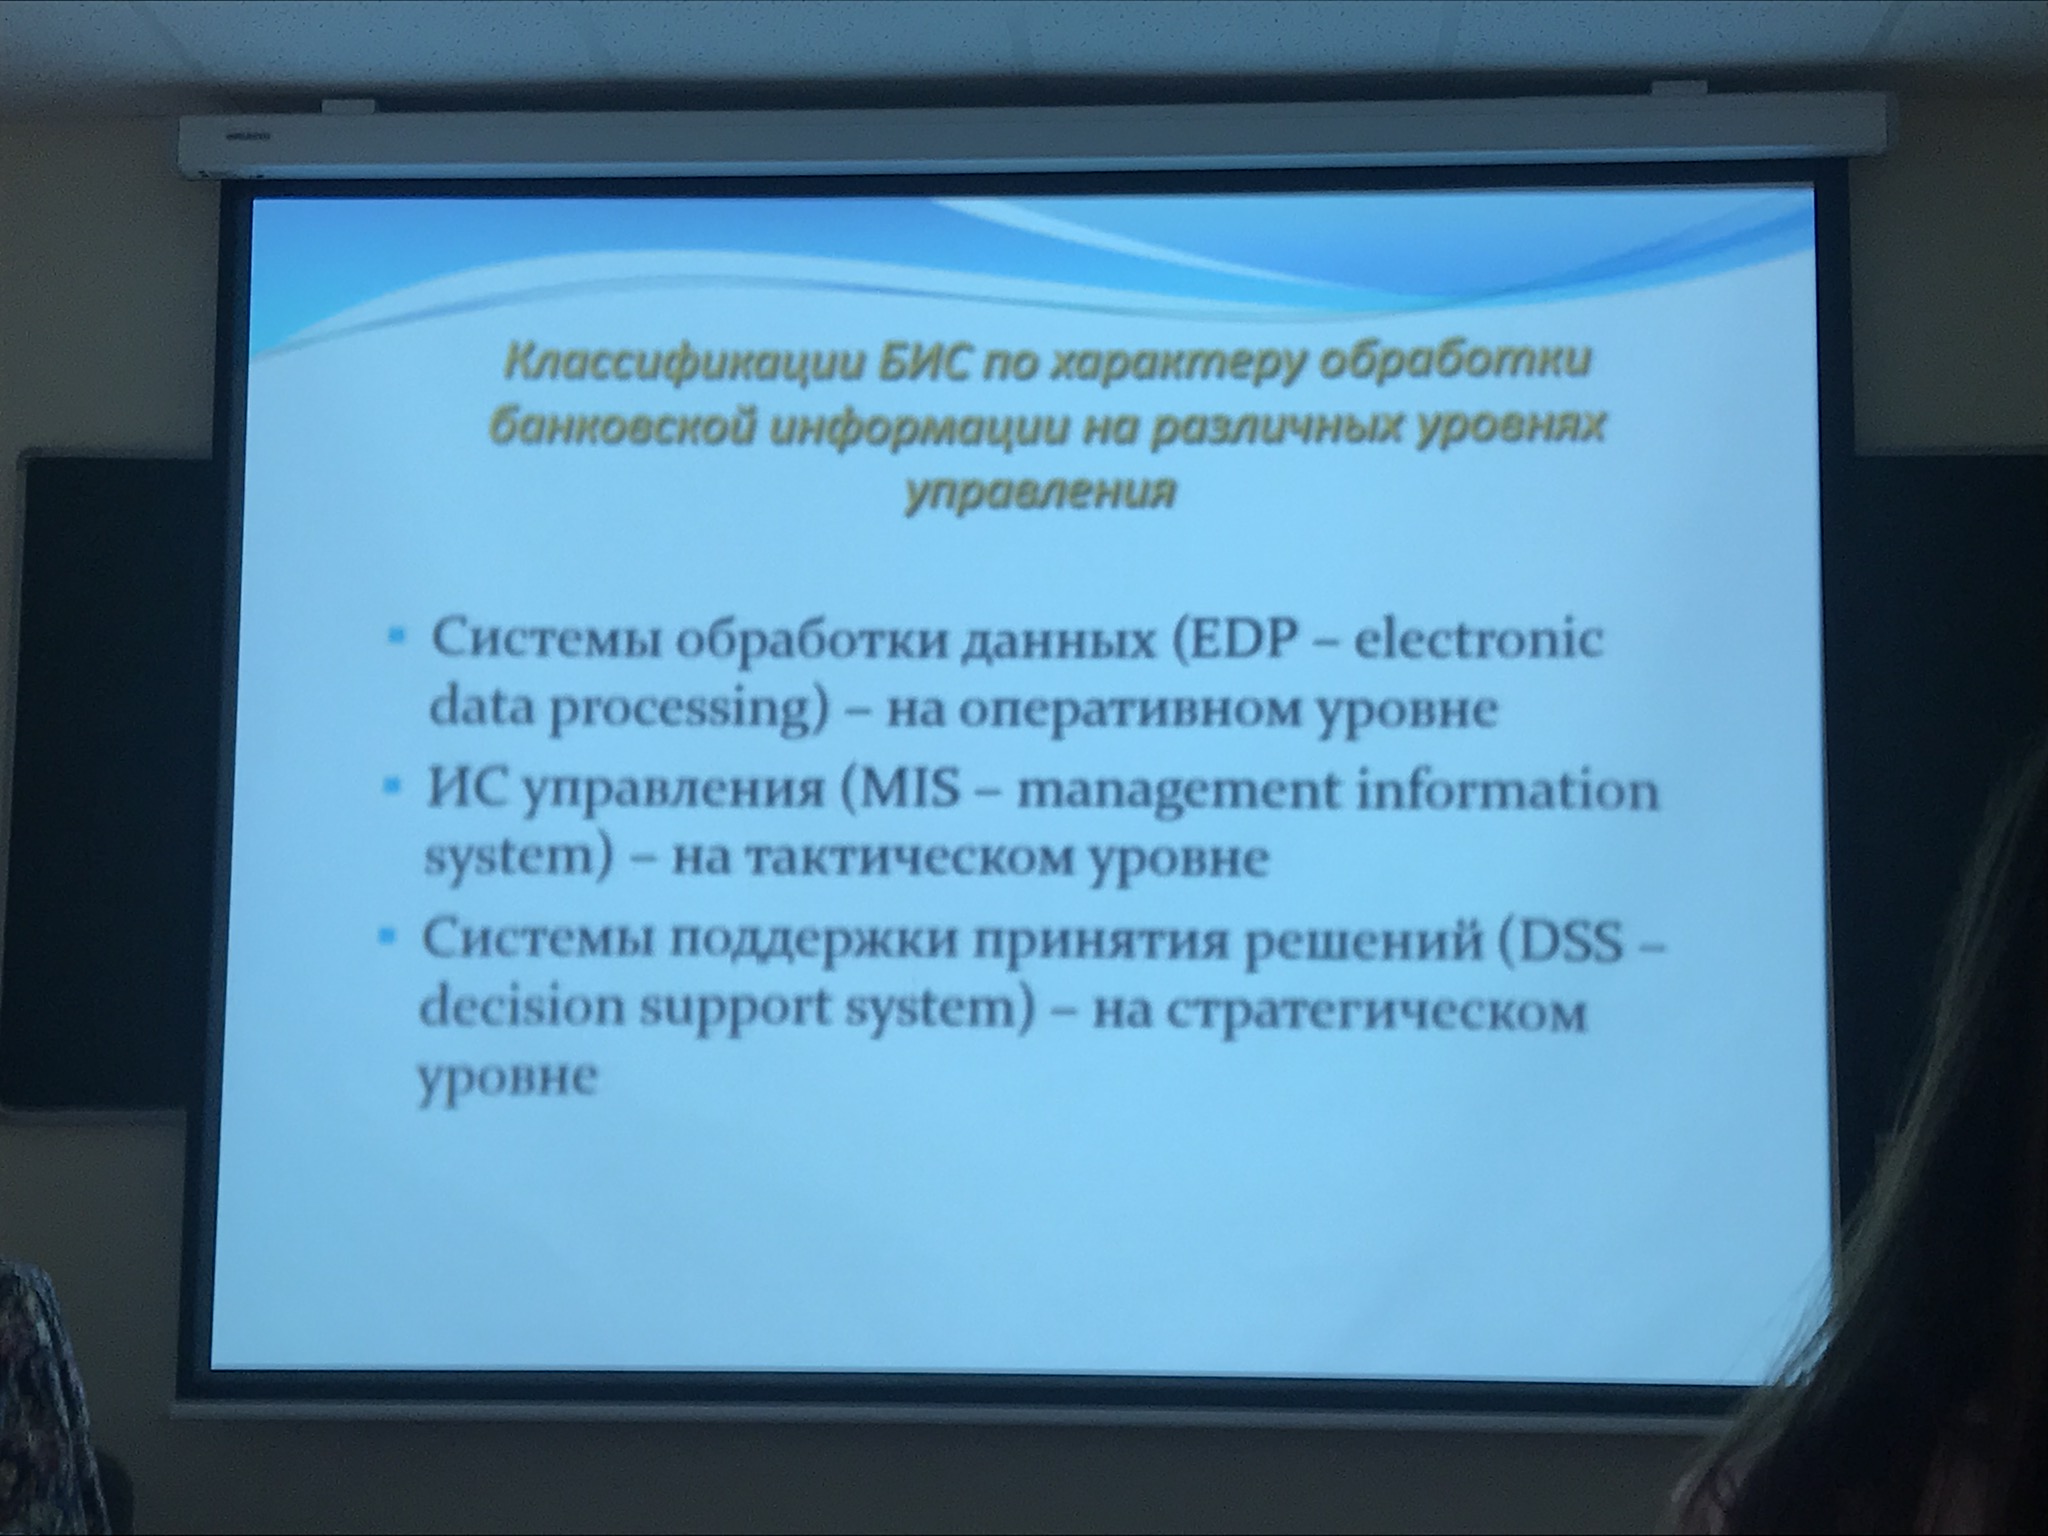 Классификации БИС по характеру обработки
банковской информации на различных уровнях
управления
▪ Системы обработки данных (EDP – electronic
data processing) – на оперативном уровне
▪ ИС управления (MIS – management information
system) – на тактическом уровне
▪ Системы поддержки принятия решений (DSS –
decision support system) – на стратегическом
уровне